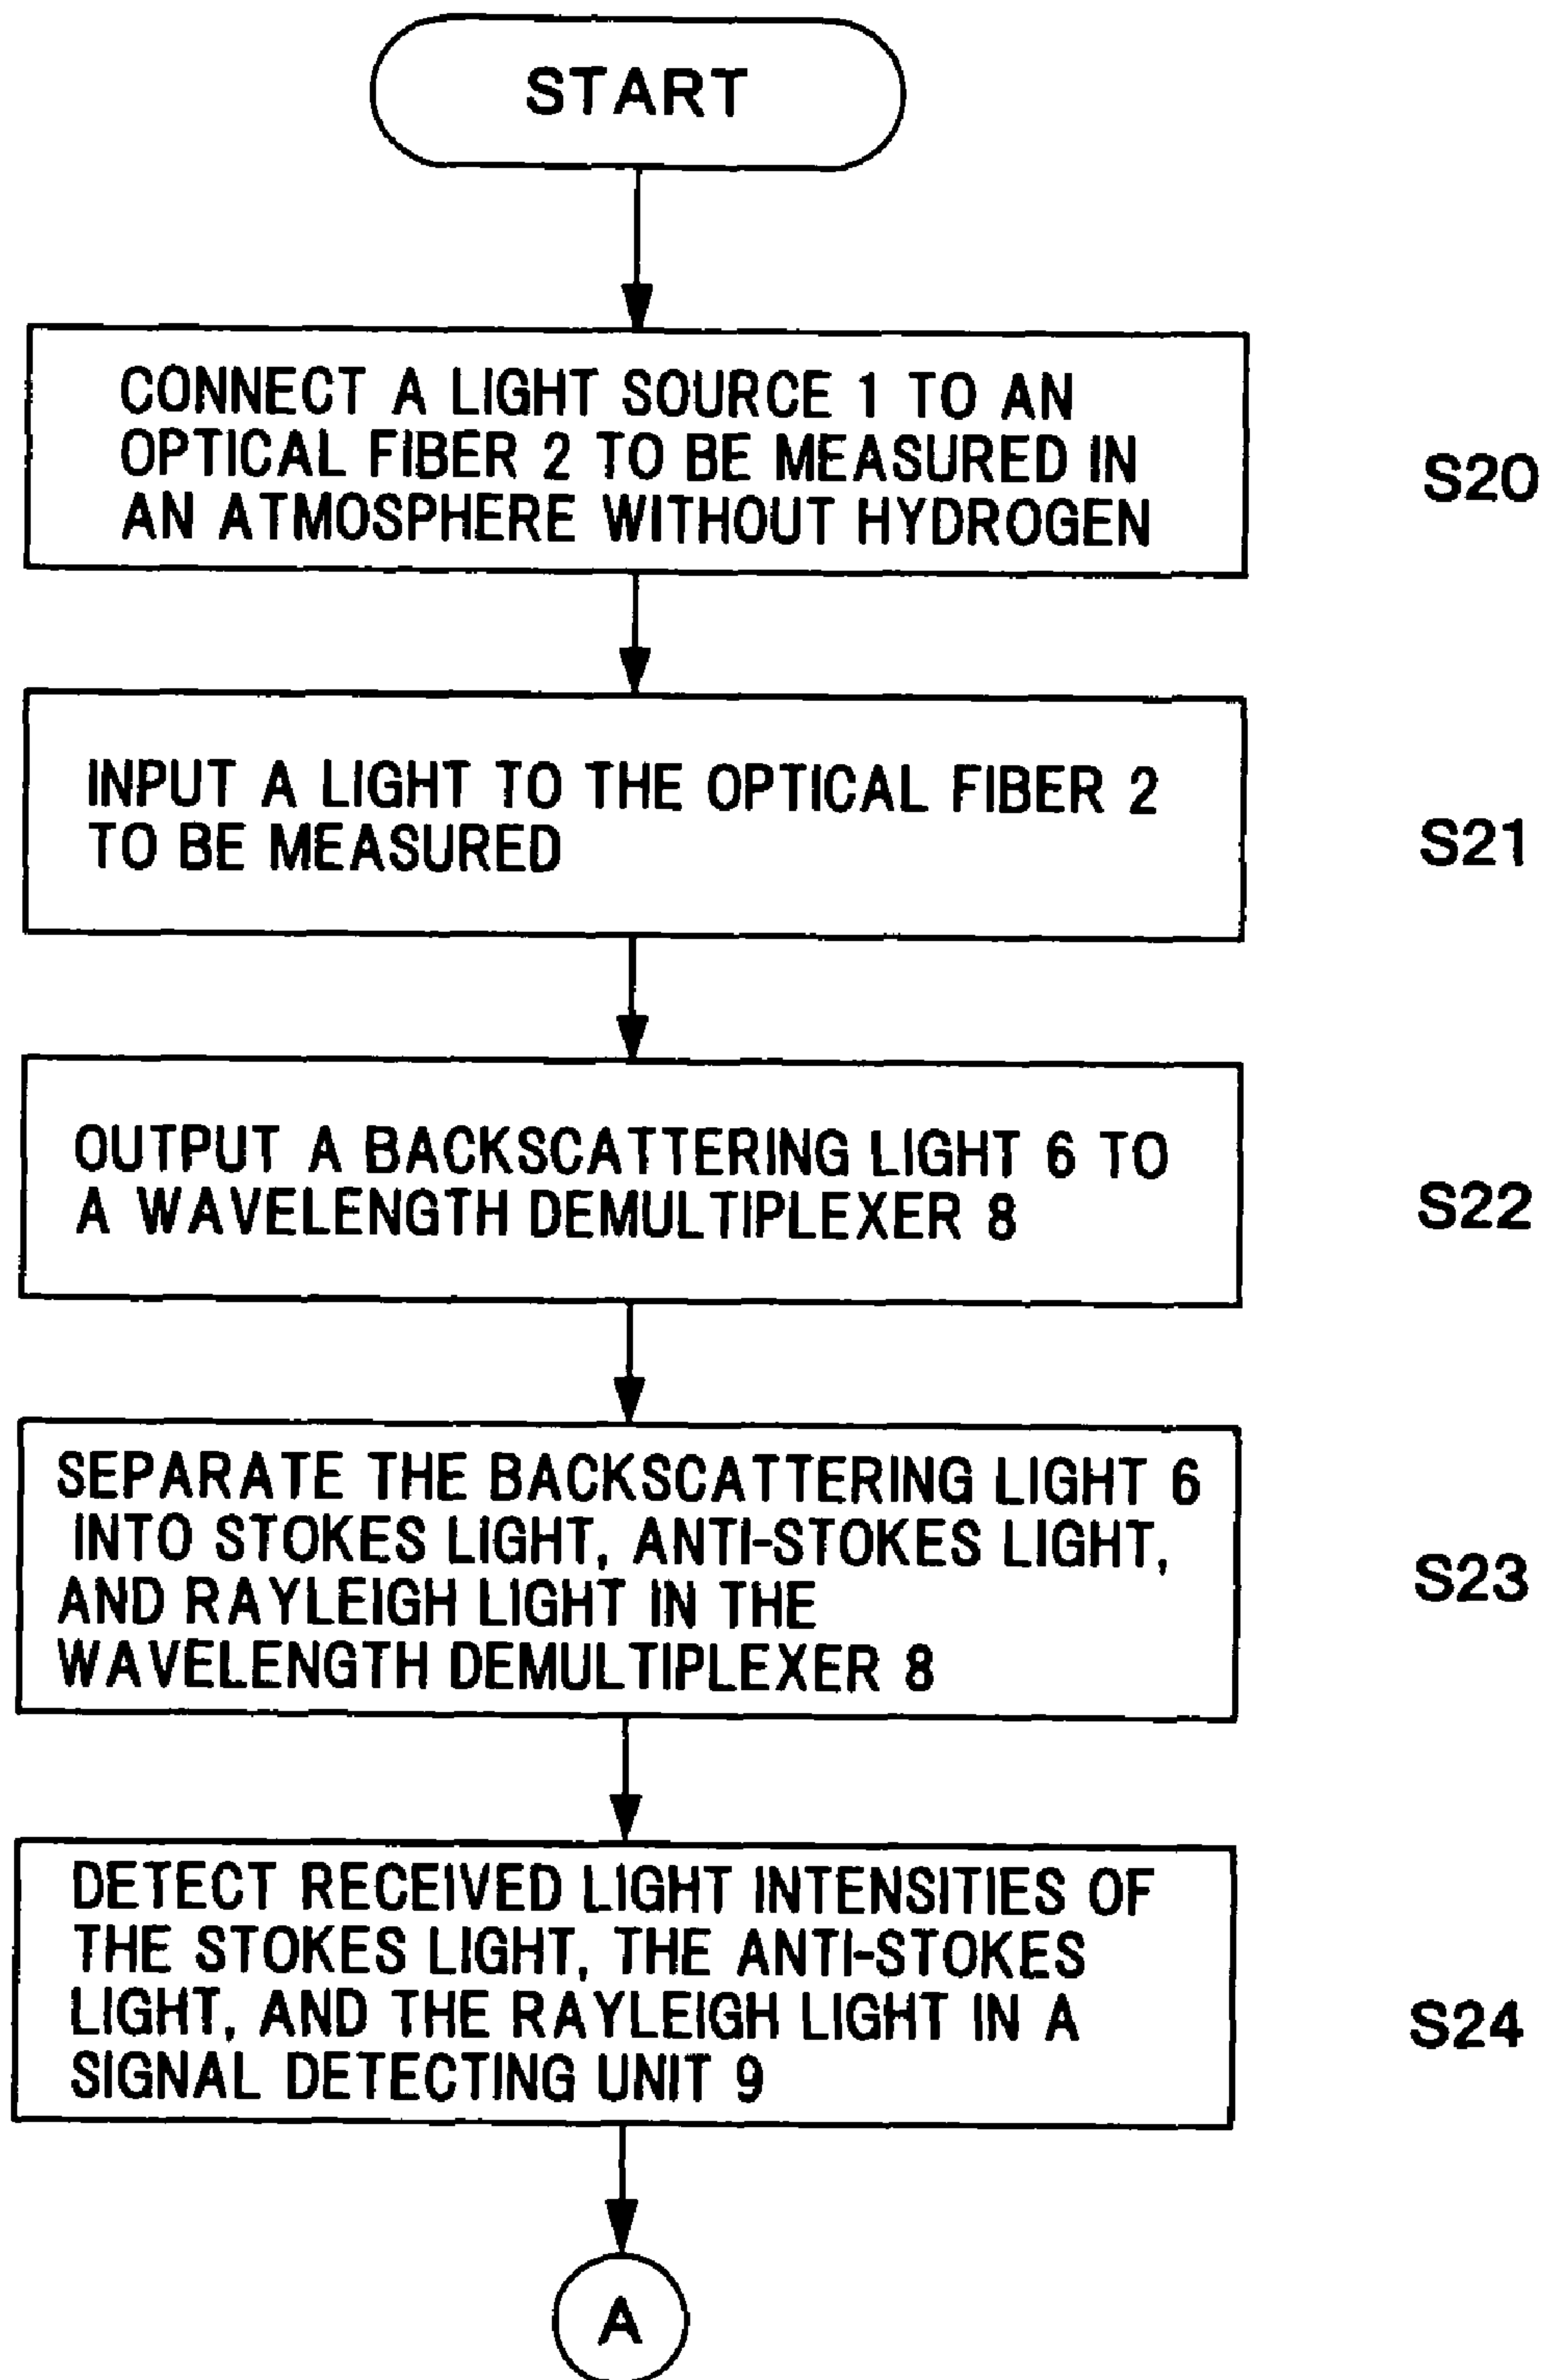 START
CONNECT A LIGHT SOURCE 1 TO AN
OPTICAL FIBER 2 TO BE MEASURED IN
AN ATMOSPHERE WITHOUT HYDROGEN
S20
INPUT A LIGHT TO THE OPTICAL FIBER 2
TO BE MEASURED
S21
OUTPUT A BACKSCATTERING LIGHT 6 TO
A WAVELENGTH DEMULTIPLEXER 8
S22
SEPARATE THE BACKSCATTERING LIGHT 6
INTO STOKES LIGHT, ANTI-STOKES LIGHT,
AND RAYLEIGH LIGHT IN THE
WAVELENGTH DEMULTIPLEXER 8
S23
DETECT RECEIVED LIGHT INTENSITIES OF
THE STOKES LIGHT, THE ANTI-STOKES
LIGHT, AND THE RAYLEIGH LIGHT IN A
SIGNAL DETECTING UNIT 9
S24
A